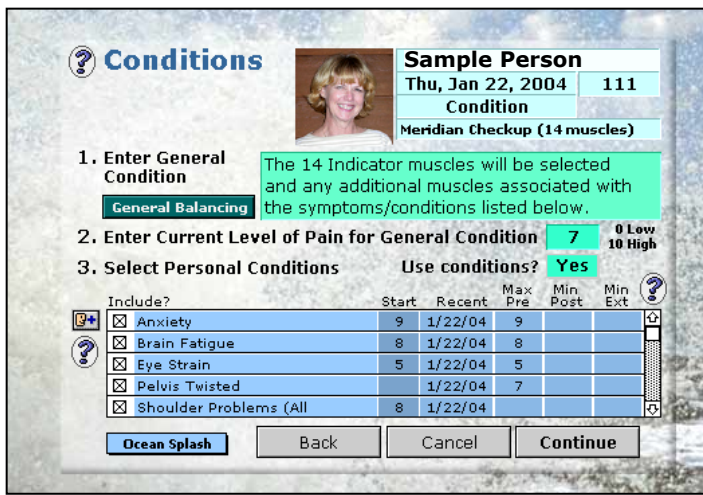 ? Conditions
Sample Person
Thu, Jan 22, 2004 111
Condition
Meridian Checkup (14 muscles)
1. Enter General Condition
General Balancing
The 14 Indicator muscles will be selected
and any additional muscles associated with
the symptoms/conditions listed below.
2. Enter Current Level of Pain for General Condition 7 0 Low
10 High
3. Select Personal Conditions Use conditions? Yes
?
Include? Start Recent Max Pre Min Post Min Ext
Anxiety 9 1/22/04 9
? Brain Fatigue 8 1/22/04 8
Eye Strain 5 1/22/04 5
Pelvis Twisted 1/22/04 7
Shoulder Problems (All 8 1/22/04
Ocean Splash Back Cancel Continue